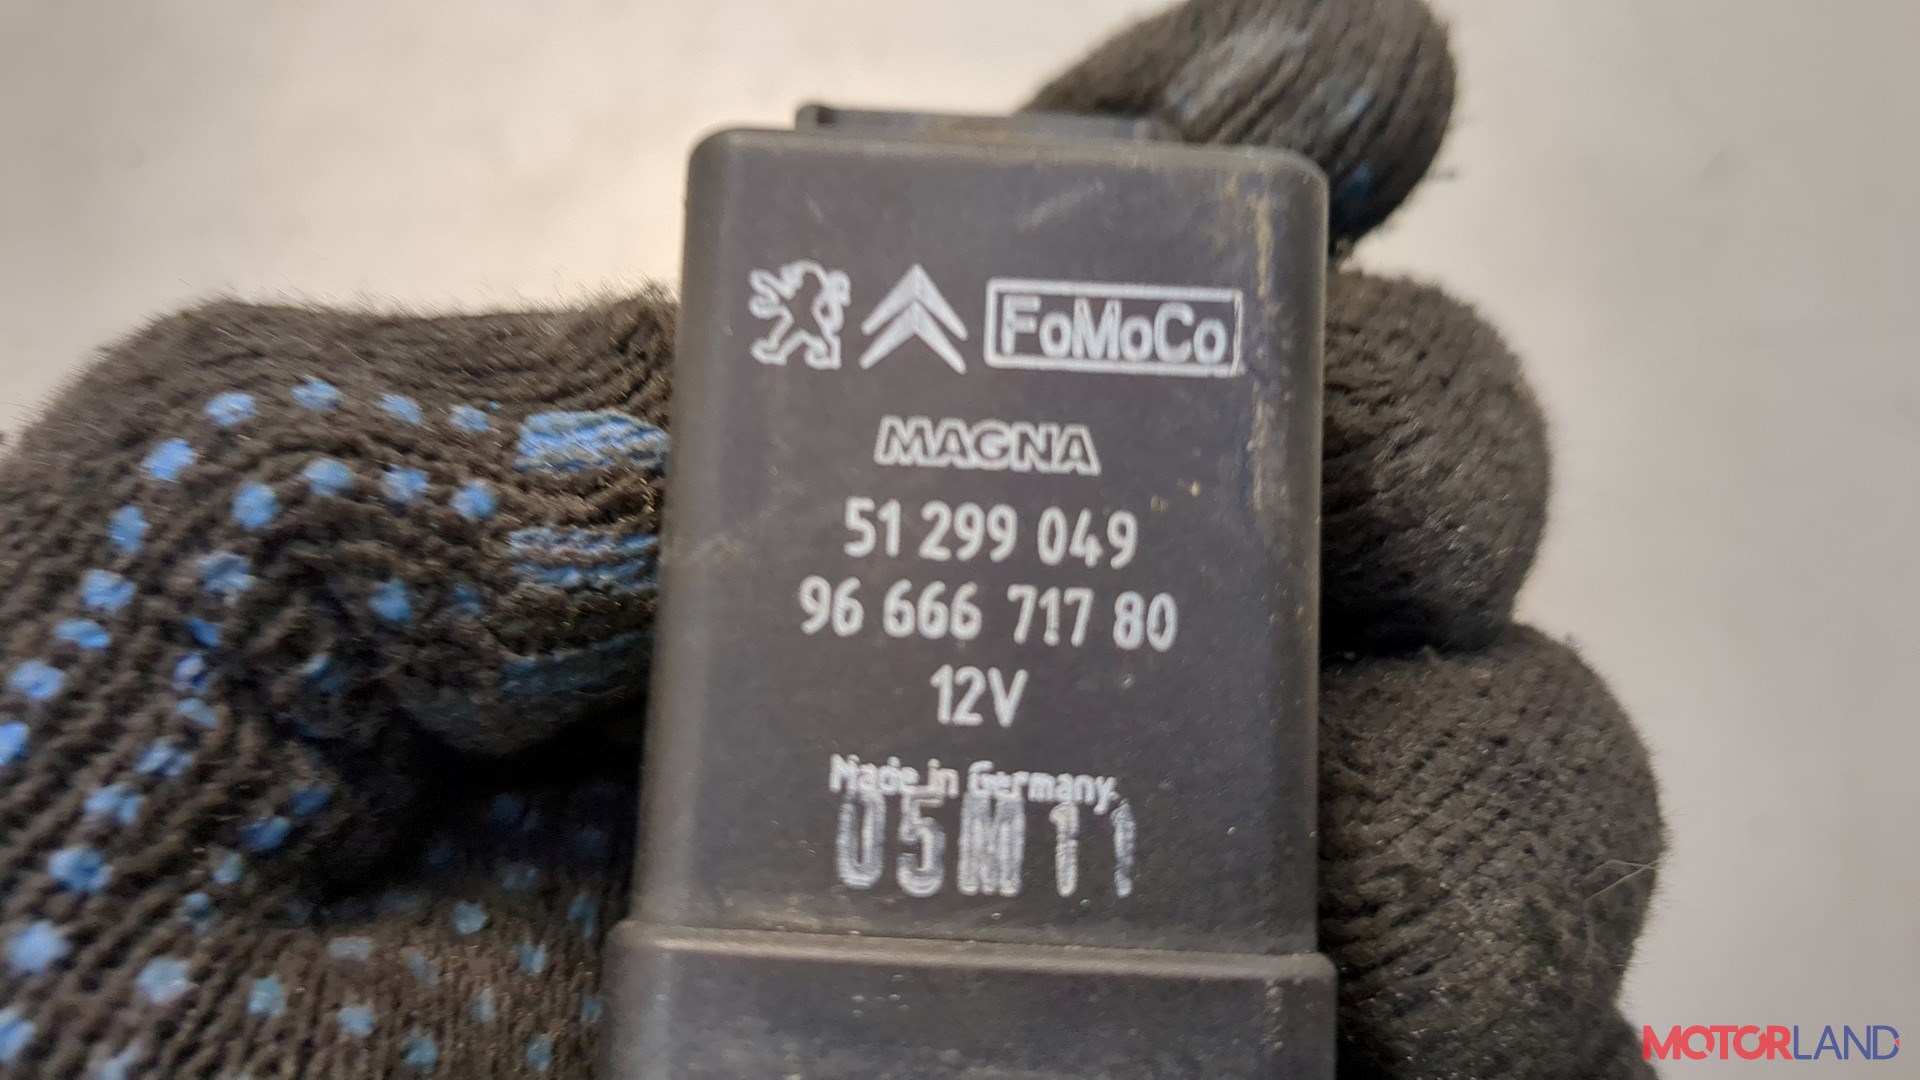 FoMoCo
MAGNA
51 299 049
96 666 717 80
12V
Made in Germany
05M11
MOTORLAND